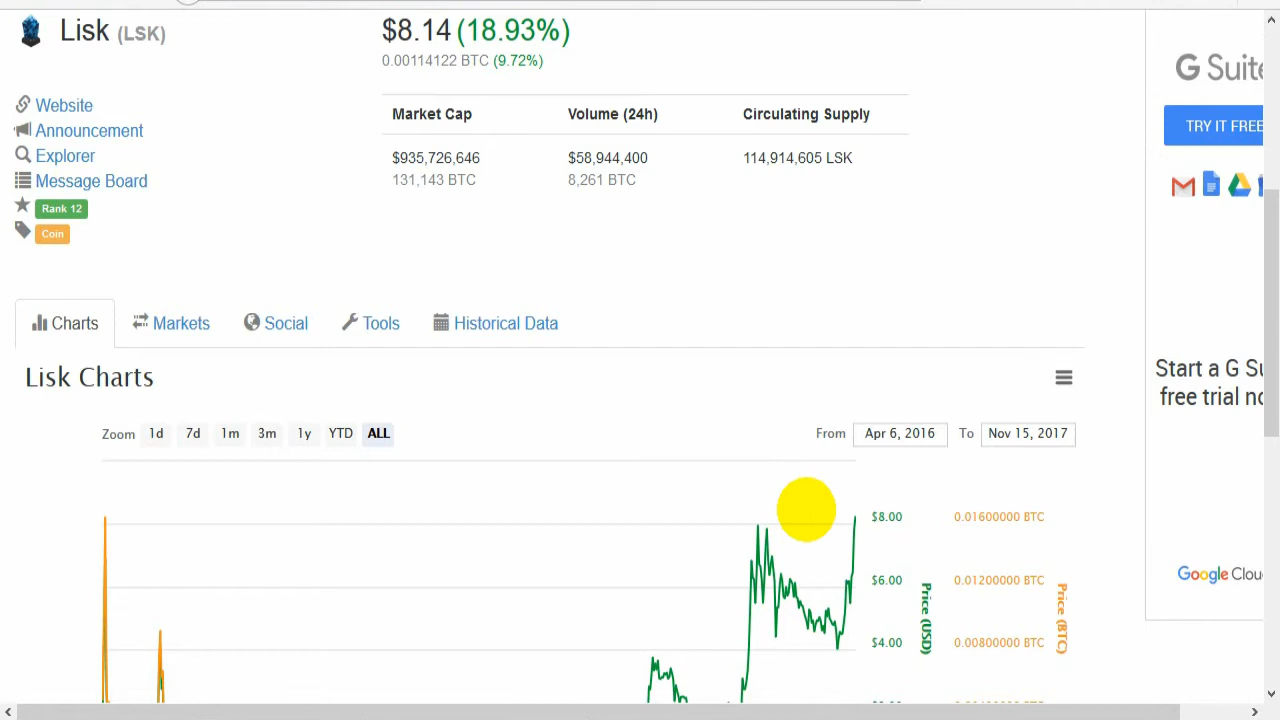 Lisk (LSK)
$8.14 (18.93%)
0.00114122 BTC (9.72%)
Website
Announcement
Explorer
Message Board
Rank 12
Coin
Market Cap Volume (24h) Circulating Supply
$935,726,646 $58,944,400 114,914,605 LSK
131,143 BTC 8,261 BTC
G Suite
TRY IT FREE
Charts Markets Social Tools Historical Data
Lisk Charts
Start a G Su
free trial no
Zoom 1d 7d 1m 3m 1y YTD ALL From Apr 6, 2016 To Nov 15, 2017
$8.00 0.01600000 BTC
$6.00 0.01200000 BTC
$4.00 0.00800000 BTC
Price (USD)
Price (BTC)
Google Clou